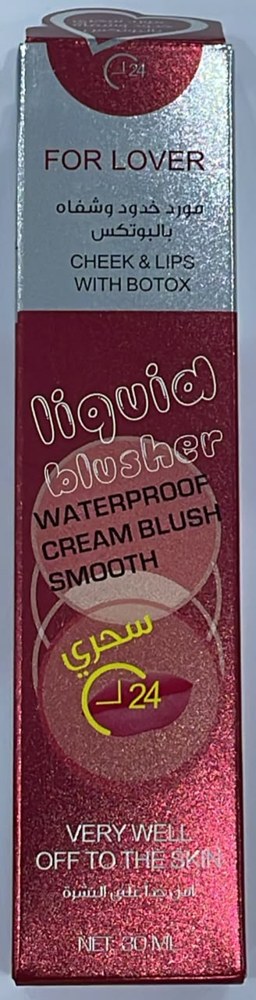 24
FOR LOVER
مورد خدود وشفاه
بالبوتكس
CHEEK & LIPS
WITH BOTOX
liquid
blusher
WATERPROOF
CREAM BLUSH
SMOOTH
سحري
24
VERY WELL
OFF TO THE SKIN
البشرة
NET 30 ML